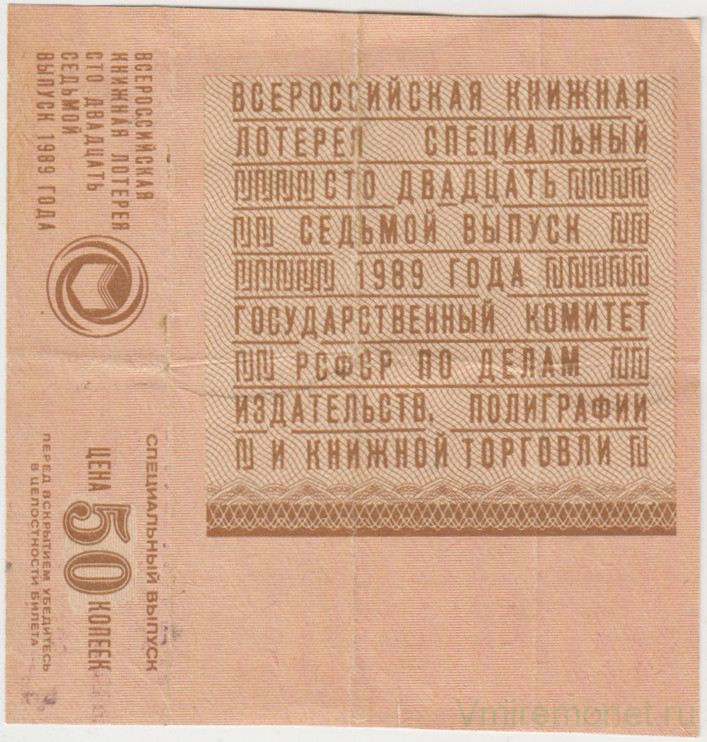 ВСЕРОССИЙСКАЯ
КНИЖНАЯ ЛОТЕРЕЯ
СТО ДВАДЦАТЬ
СЕДЬМОЙ
ВЫПУСК 1989 ГОДА
СПЕЦИАЛЬНЫЙ ВЫПУСК
ЦЕНА 50 КОПЕЕК
ПЕРЕД ВСКРЫТИЕМ УБЕДИТЕСЬ
В ЦЕЛОСТНОСТИ БИЛЕТА
ВСЕРОССИЙСКАЯ КНИЖНАЯ
ЛОТЕРЕЯ СПЕЦИАЛЬНЫЙ
СТО ДВАДЦАТЬ
СЕДЬМОЙ ВЫПУСК
1989 ГОДА
ГОСУДАРСТВЕННЫЙ КОМИТЕТ
РСФСР ПО ДЕЛАМ
ИЗДАТЕЛЬСТВ, ПОЛИГРАФИИ
И КНИЖНОЙ ТОРГОВЛИ
Vmiremonet.ru